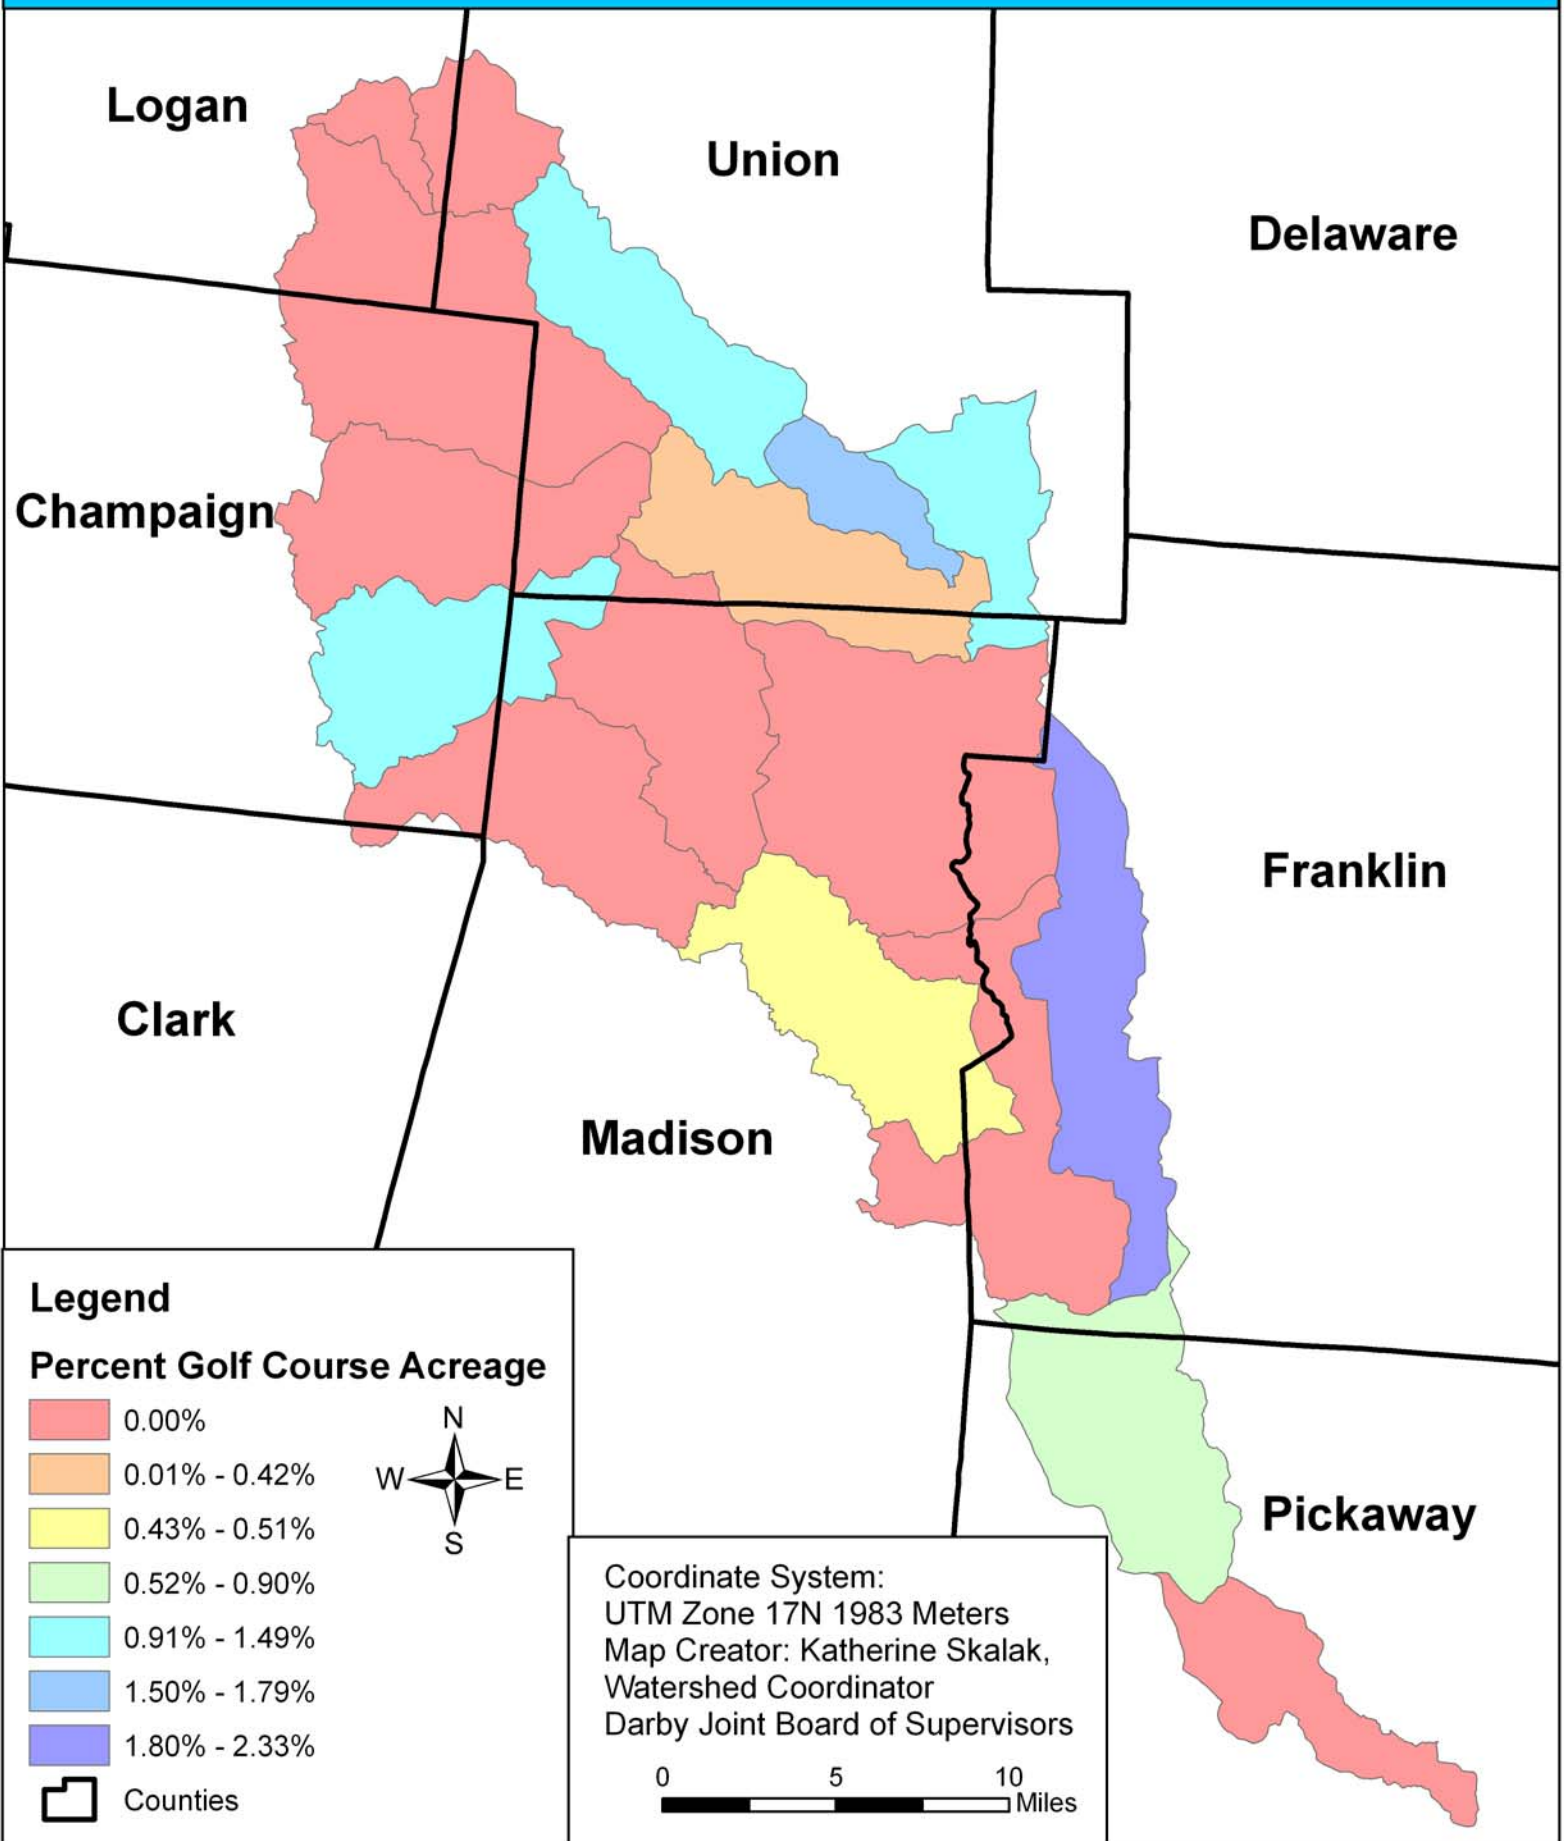 Logan
Union
Delaware
Champaign
Franklin
Clark
Madison
Pickaway
Legend
Percent Golf Course Acreage
0.00%
0.01% - 0.42%
0.43% - 0.51%
0.52% - 0.90%
0.91% - 1.49%
1.50% - 1.79%
1.80% - 2.33%
Counties
N
W E
S
Coordinate System:
UTM Zone 17N 1983 Meters
Map Creator: Katherine Skalak,
Watershed Coordinator
Darby Joint Board of Supervisors
0 5 10
Miles